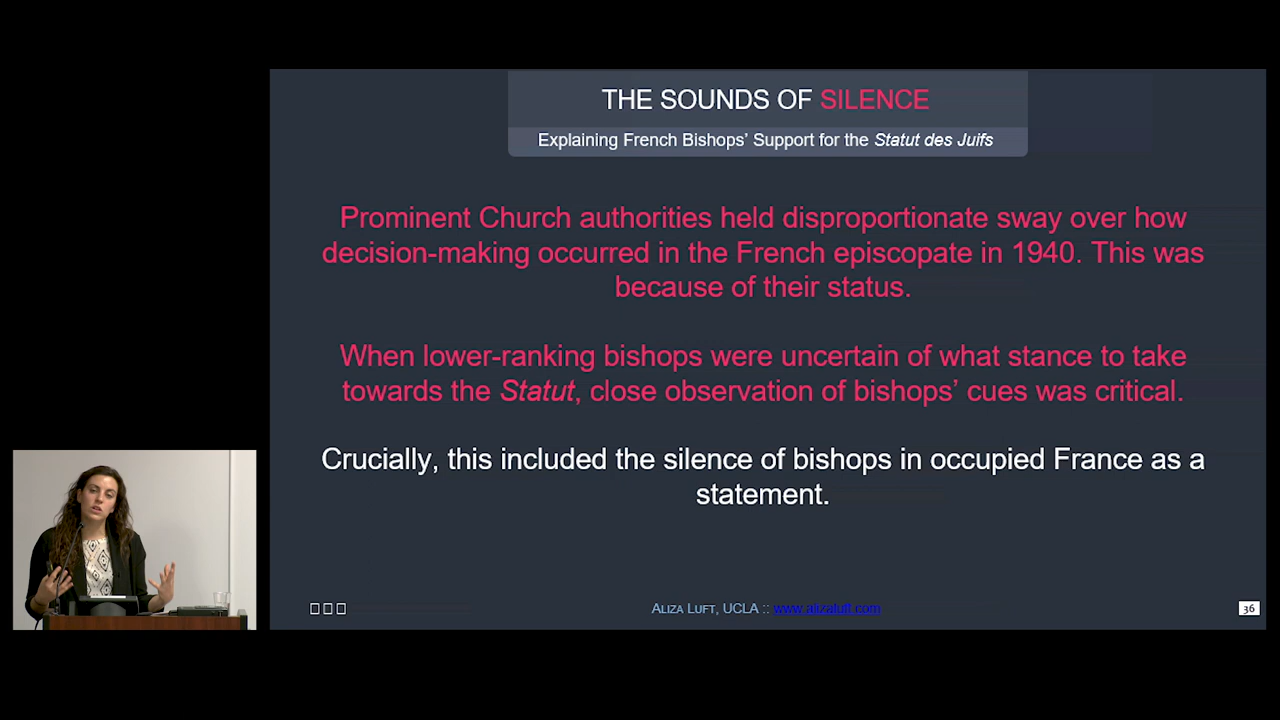 THE SOUNDS OF SILENCE
Explaining French Bishops’ Support for the Statut des Juifs
Prominent Church authorities held disproportionate sway over how
decision-making occurred in the French episcopate in 1940. This was
because of their status.
When lower-ranking bishops were uncertain of what stance to take
towards the Statut, close observation of bishops’ cues was critical.
Crucially, this included the silence of bishops in occupied France as a
statement.
ALIZA LUFT, UCLA :: www.alizaluft.com
36